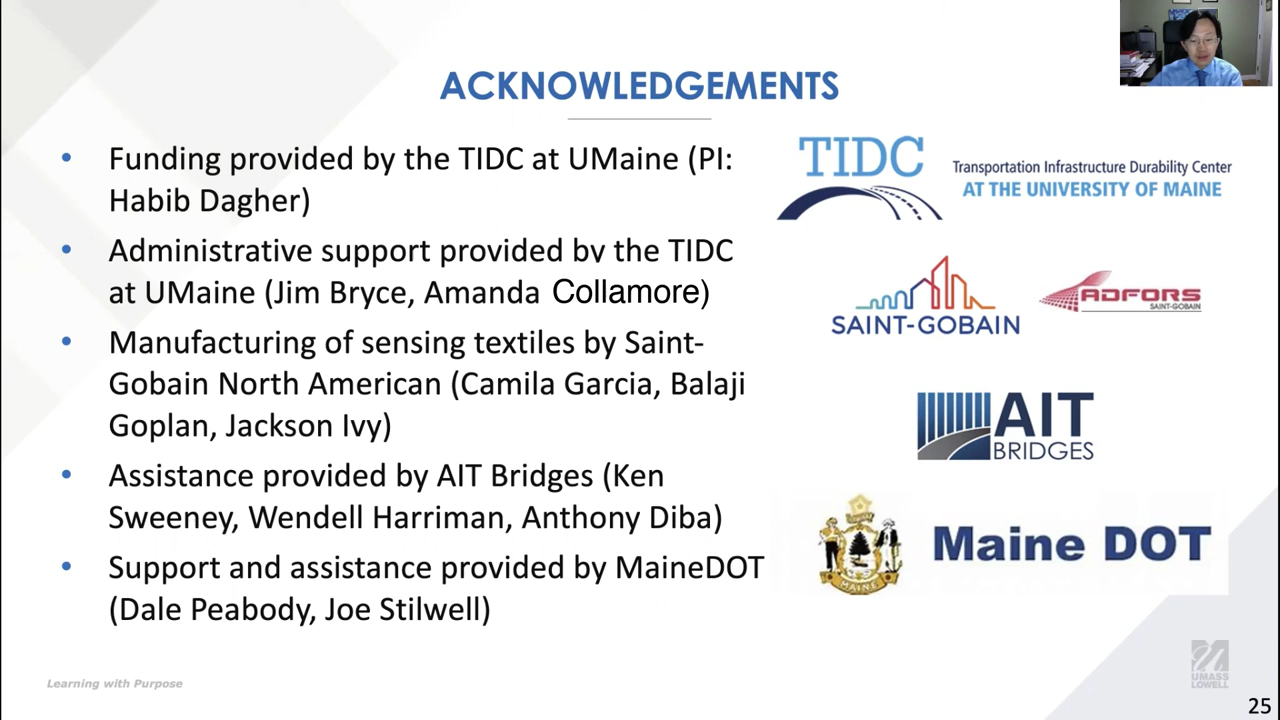 ACKNOWLEDGEMENTS
• Funding provided by the TIDC at UMaine (PI:
Habib Dagher)
• Administrative support provided by the TIDC
at UMaine (Jim Bryce, Amanda Collamore)
• Manufacturing of sensing textiles by Saint-
Gobain North American (Camila Garcia, Balaji
Goplan, Jackson Ivy)
• Assistance provided by AIT Bridges (Ken
Sweeney, Wendell Harriman, Anthony Diba)
• Support and assistance provided by MaineDOT
(Dale Peabody, Joe Stilwell)
TIDC
Transportation Infrastructure Durability Center
AT THE UNIVERSITY OF MAINE
SAINT-GOBAIN
ADFORS
SAINT-GOBAIN
AIT
BRIDGES
MAINE
Maine DOT
Learning with Purpose
UMASS
LOWELL
25